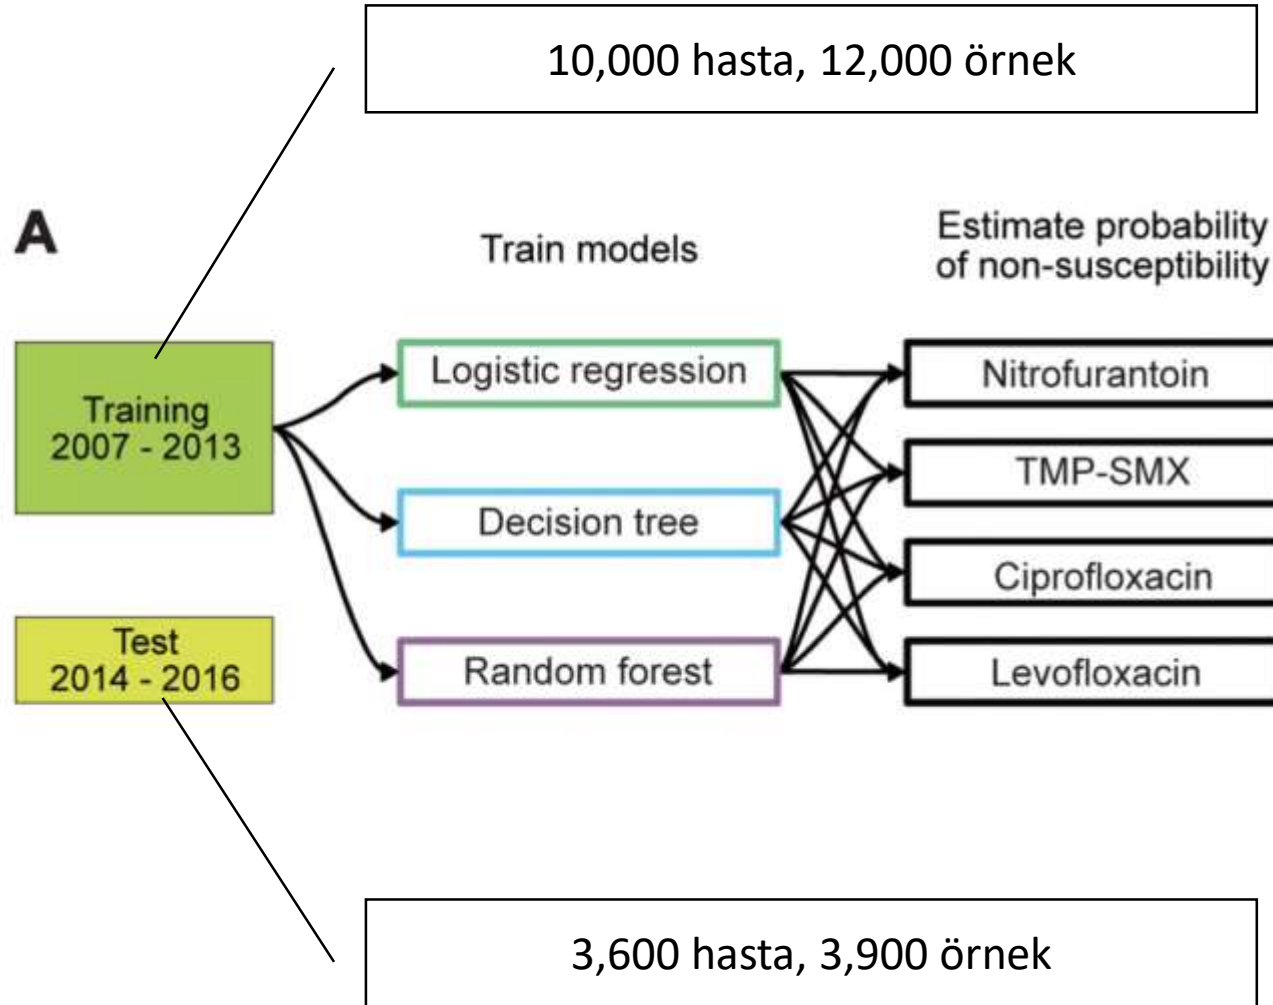 10,000 hasta, 12,000 örnek
A
Train models
Estimate probability
of non-susceptibility
Training
2007 - 2013
Logistic regression
Decision tree
Random forest
Nitrofurantoin
TMP-SMX
Ciprofloxacin
Levofloxacin
Test
2014 - 2016
3,600 hasta, 3,900 örnek